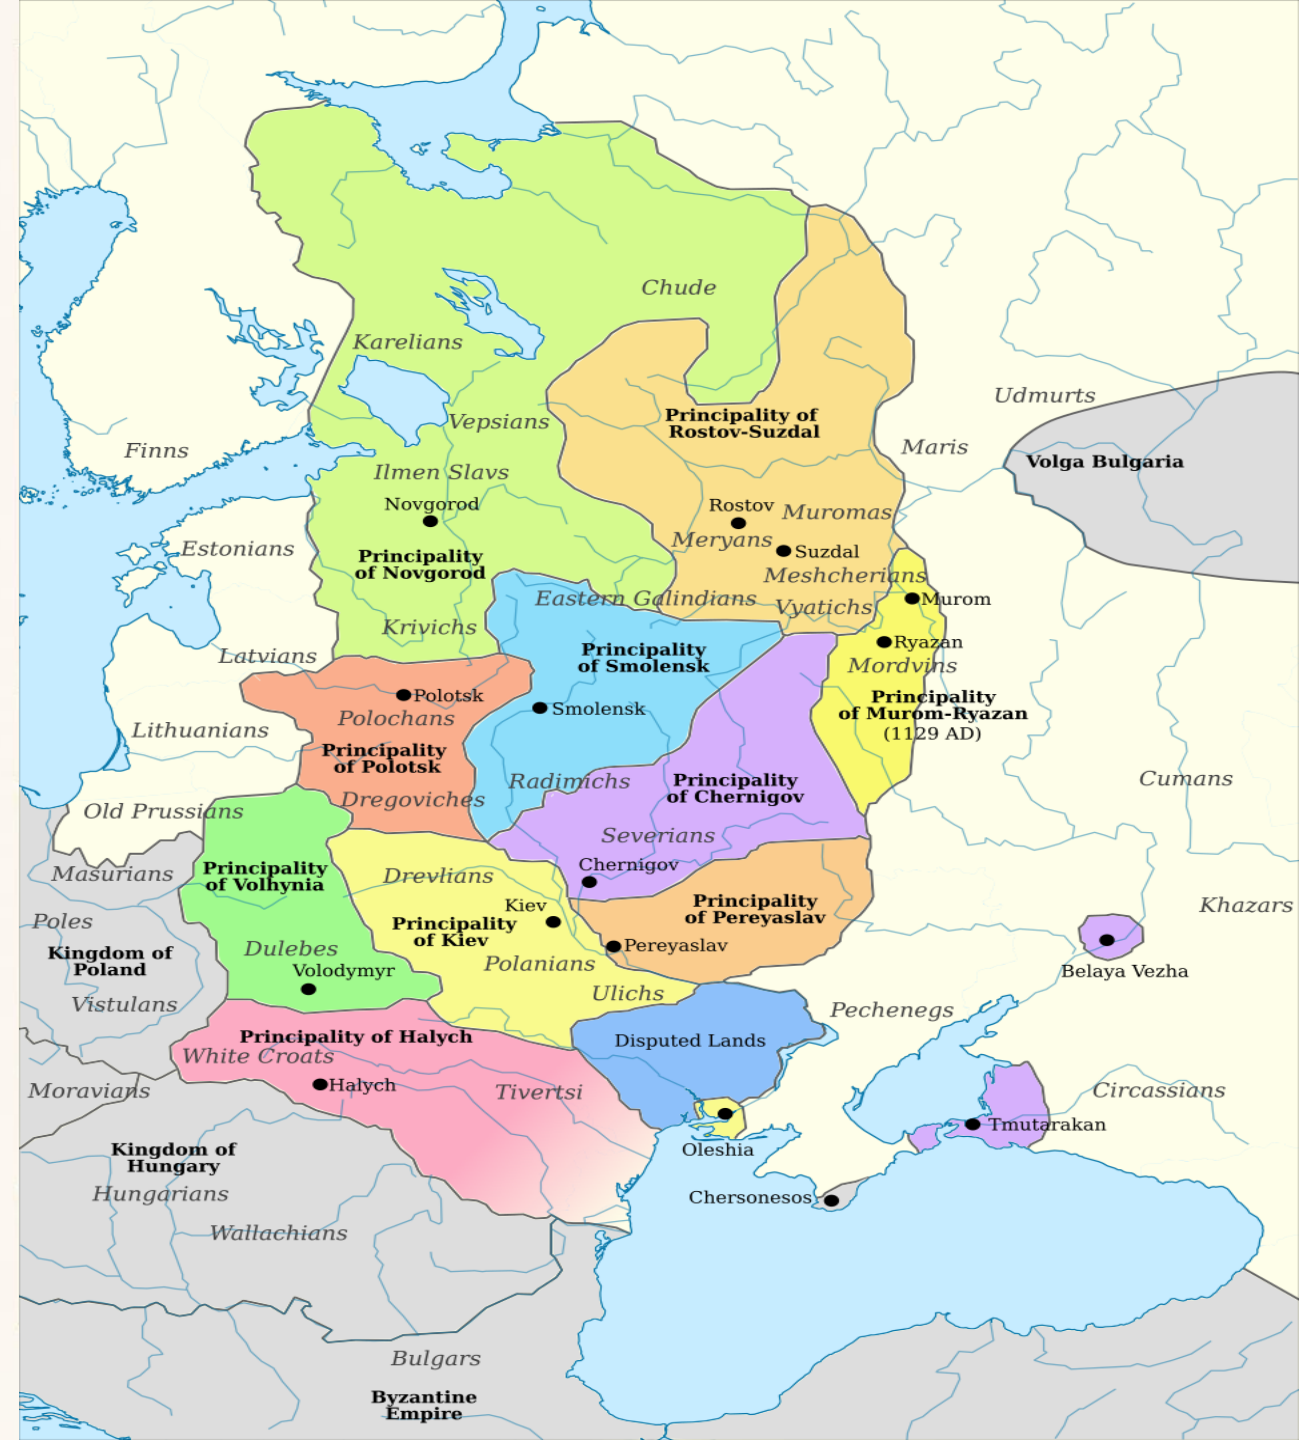 Chude
Karelians
Udmurts
Vepsians
Principality of
Rostov-Suzdal
Finns
Maris
Volga Bulgaria
Ilmen Slavs
Novgorod
Rostov
Muromas
Estonians
Meryans
Suzdal
Principality
of Novgorod
Meshcherians
Eastern Galindians
Vyatichs
Murom
Krivichs
Ryazan
Latvians
Principality
of Smolensk
Mordvins
Polotsk
Smolensk
Principality
of Murom-Ryazan
(1129 AD)
Polochans
Lithuanians
Principality
of Polotsk
Radimichs
Principality
of Chernigov
Cumans
Old Prussians
Dregoviches
Severians
Masurians
Principality
of Volhynia
Drevlians
Chernigov
Poles
Kiev
Principality
of Pereyaslav
Khazars
Principality
of Kiev
Kingdom of
Poland
Dulebes
Pereyaslav
Volodymyr
Polanians
Belaya Vezha
Vistulans
Ulichs
Pechenegs
Principality of Halych
White Croats
Disputed Lands
Moravians
Halych
Tivertsi
Circassians
Tmutarakan
Kingdom of
Hungary
Oleshia
Hungarians
Chersonesos
Wallachians
Bulgars
Byzantine
Empire